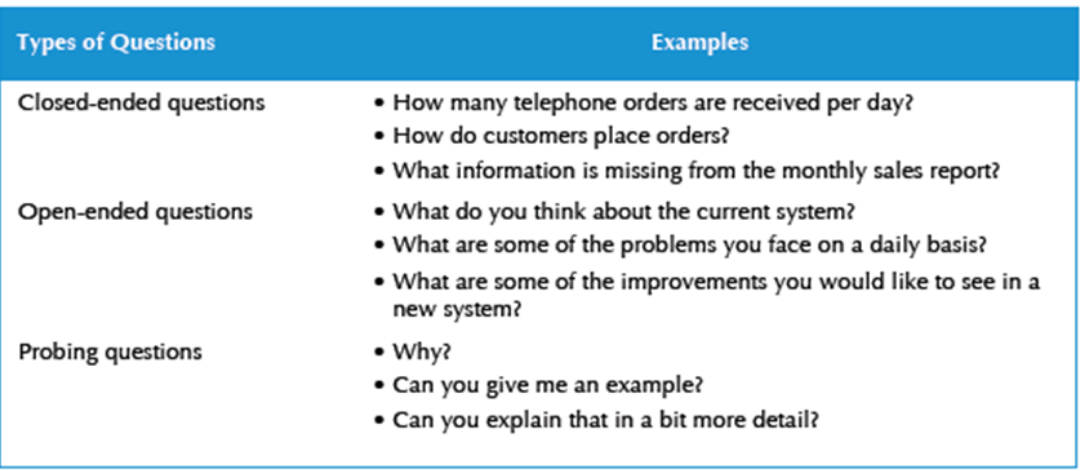 Types of Questions Examples
Closed-ended questions • How many telephone orders are received per day?
• How do customers place orders?
• What information is missing from the monthly sales report?
Open-ended questions • What do you think about the current system?
• What are some of the problems you face on a daily basis?
• What are some of the improvements you would like to see in a
new system?
Probing questions • Why?
• Can you give me an example?
• Can you explain that in a bit more detail?